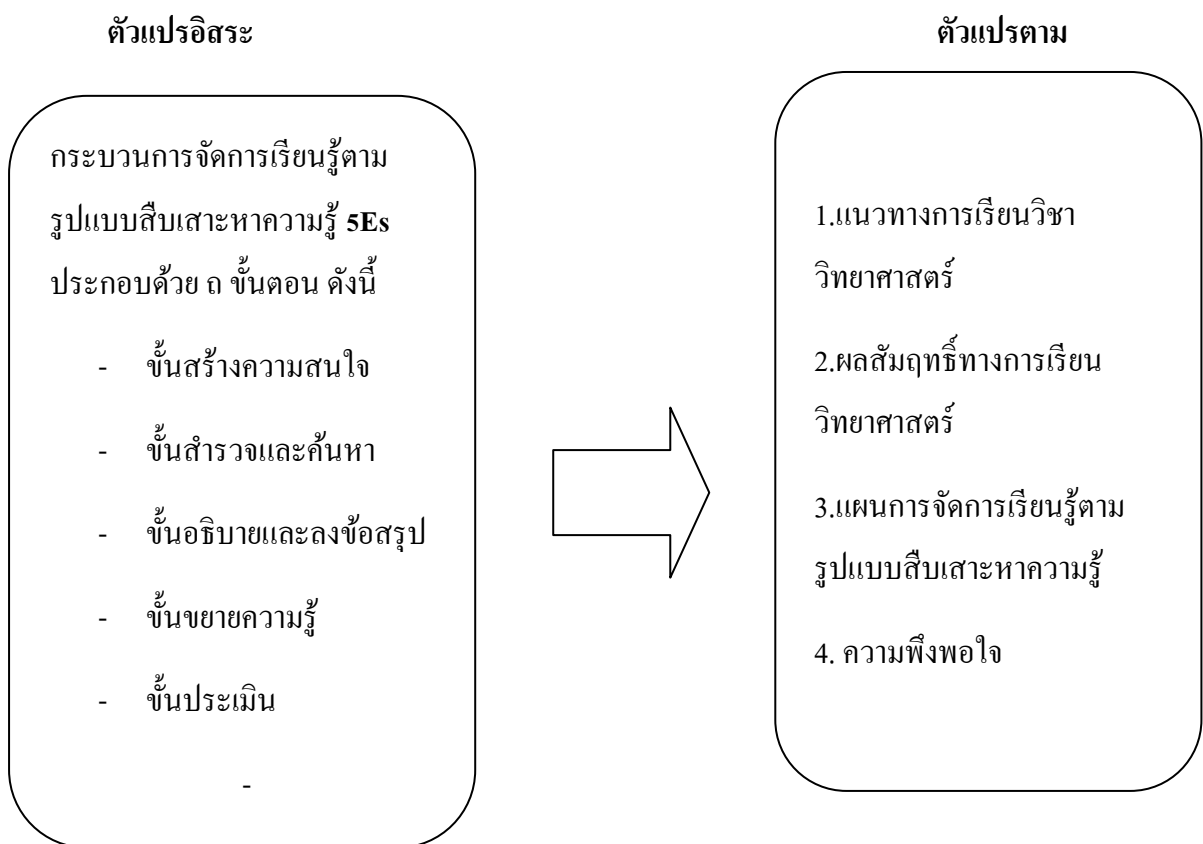 ตัวแปรอิสระ
ตัวแปรตาม
กระบวนการจัดการเรียนรู้ตาม
รูปแบบสืบเสาะหาความรู้ 5Es
ประกอบด้วย ถ ขั้นตอน ดังนี้
- ขั้นสร้างความสนใจ
- ขั้นสำรวจและค้นหา
- ขั้นอธิบายและลงข้อสรุป
- ขั้นขยายความรู้
- ขั้นประเมิน
-
1.แนวทางการเรียนวิชา
วิทยาศาสตร์
2.ผลสัมฤทธิ์ทางการเรียน
วิทยาศาสตร์
3.แผนการจัดการเรียนรู้ตาม
รูปแบบสืบเสาะหาความรู้
4. ความพึงพอใจ